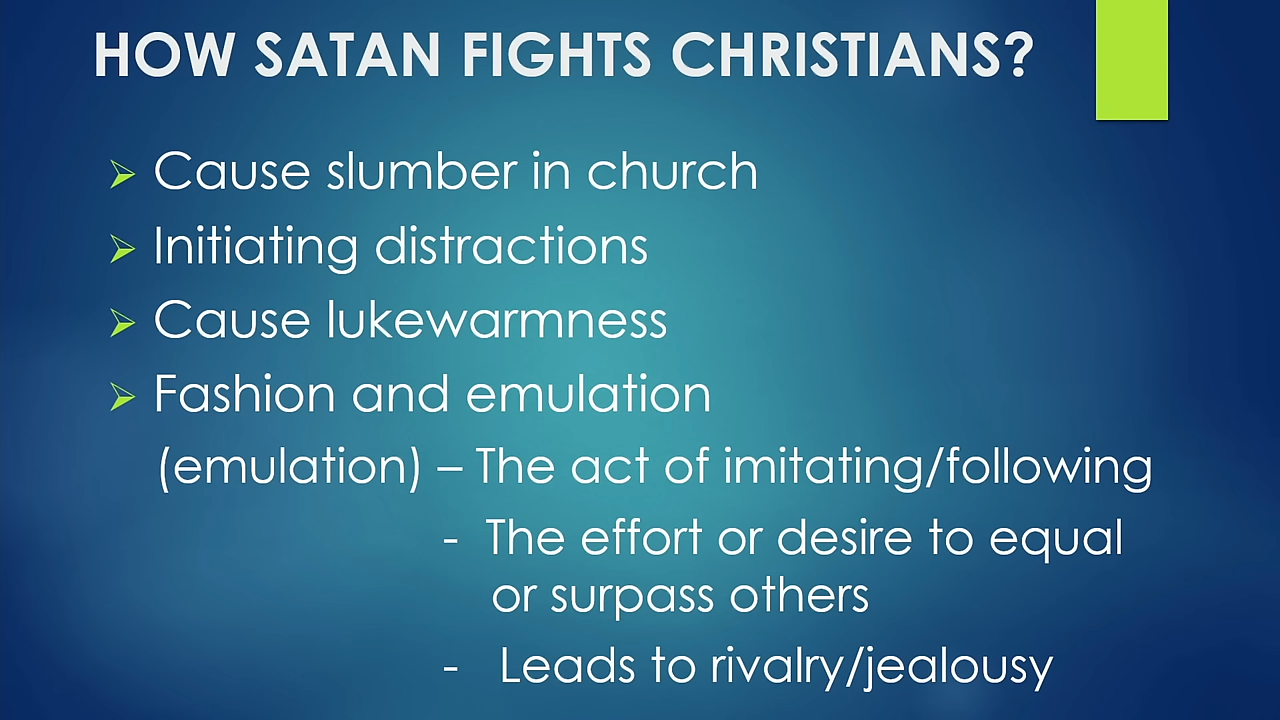 HOW SATAN FIGHTS CHRISTIANS?
➢ Cause slumber in church
➢ Initiating distractions
➢ Cause lukewarmness
➢ Fashion and emulation
(emulation) – The act of imitating/following
- The effort or desire to equal
or surpass others
- Leads to rivalry/jealousy